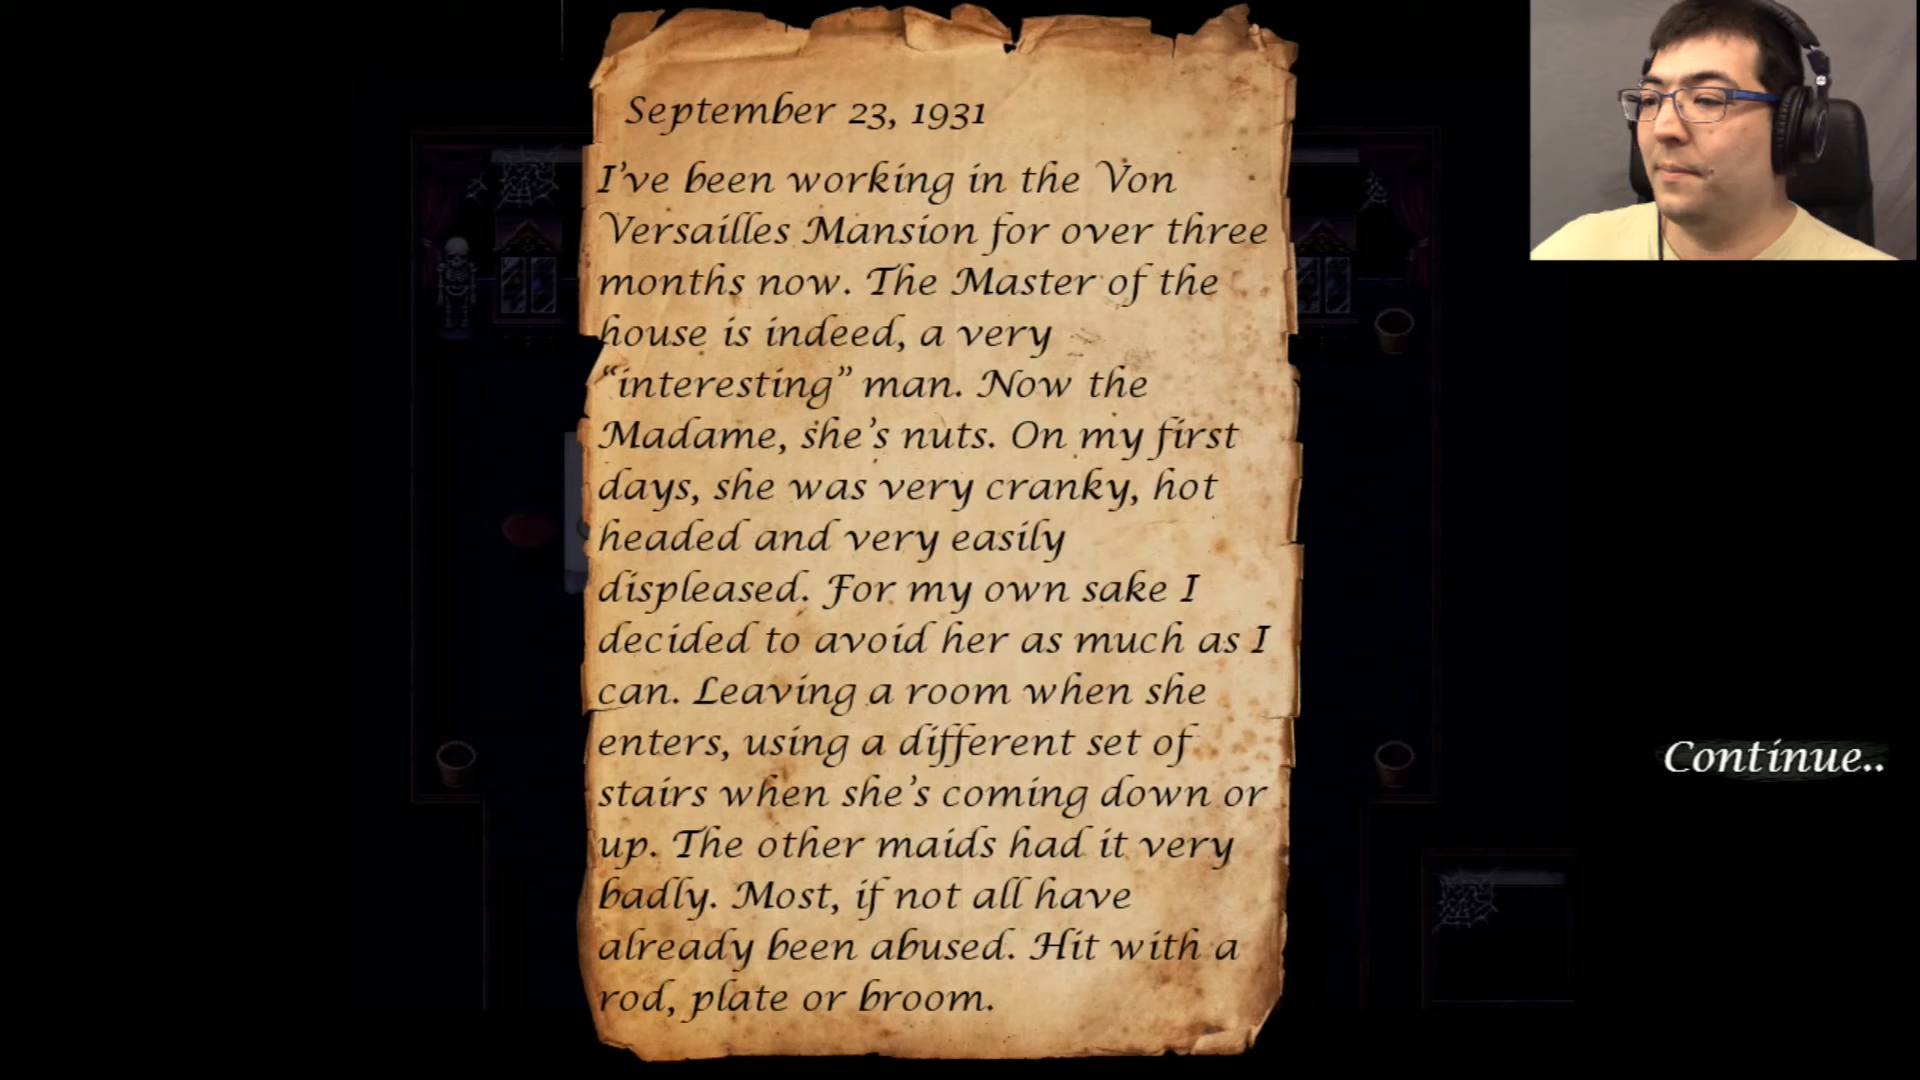 September 23, 1931
I've been working in the Von
Versailles Mansion for over three
months now. The Master of the
house is indeed, a very
“interesting” man. Now the
Madame, she's nuts. On my first
days, she was very cranky, hot
headed and very easily
displeased. For my own sake I
decided to avoid her as much as I
can. Leaving a room when she
enters, using a different set of
stairs when she's coming down or
up. The other maids had it very
badly. Most, if not all have
already been abused. Hit with a
rod, plate or broom.
Continue..